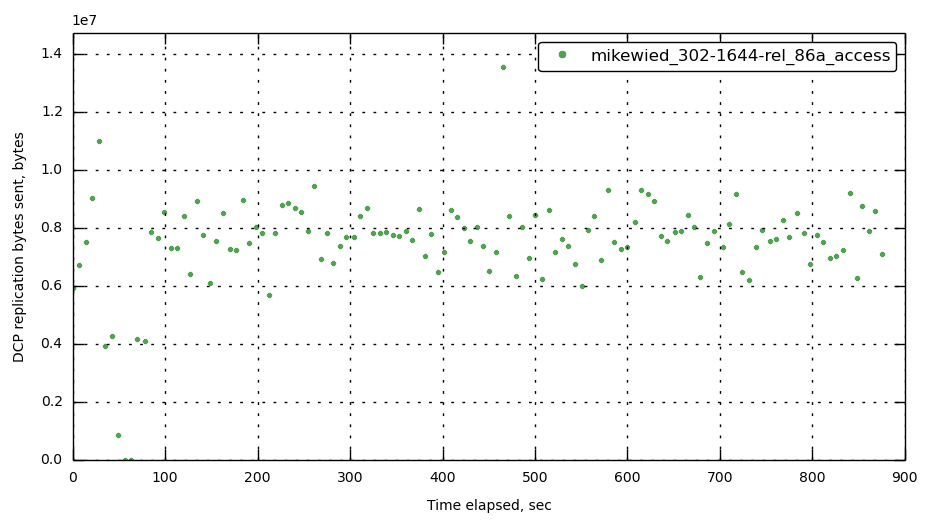 1e7
mikewied_302-1644-rel_86a_access
1.4
1.2
1.0
0.8
0.6
0.4
0.2
0.0
DCP replication bytes sent, bytes
0 100 200 300 400 500 600 700 800 900
Time elapsed, sec